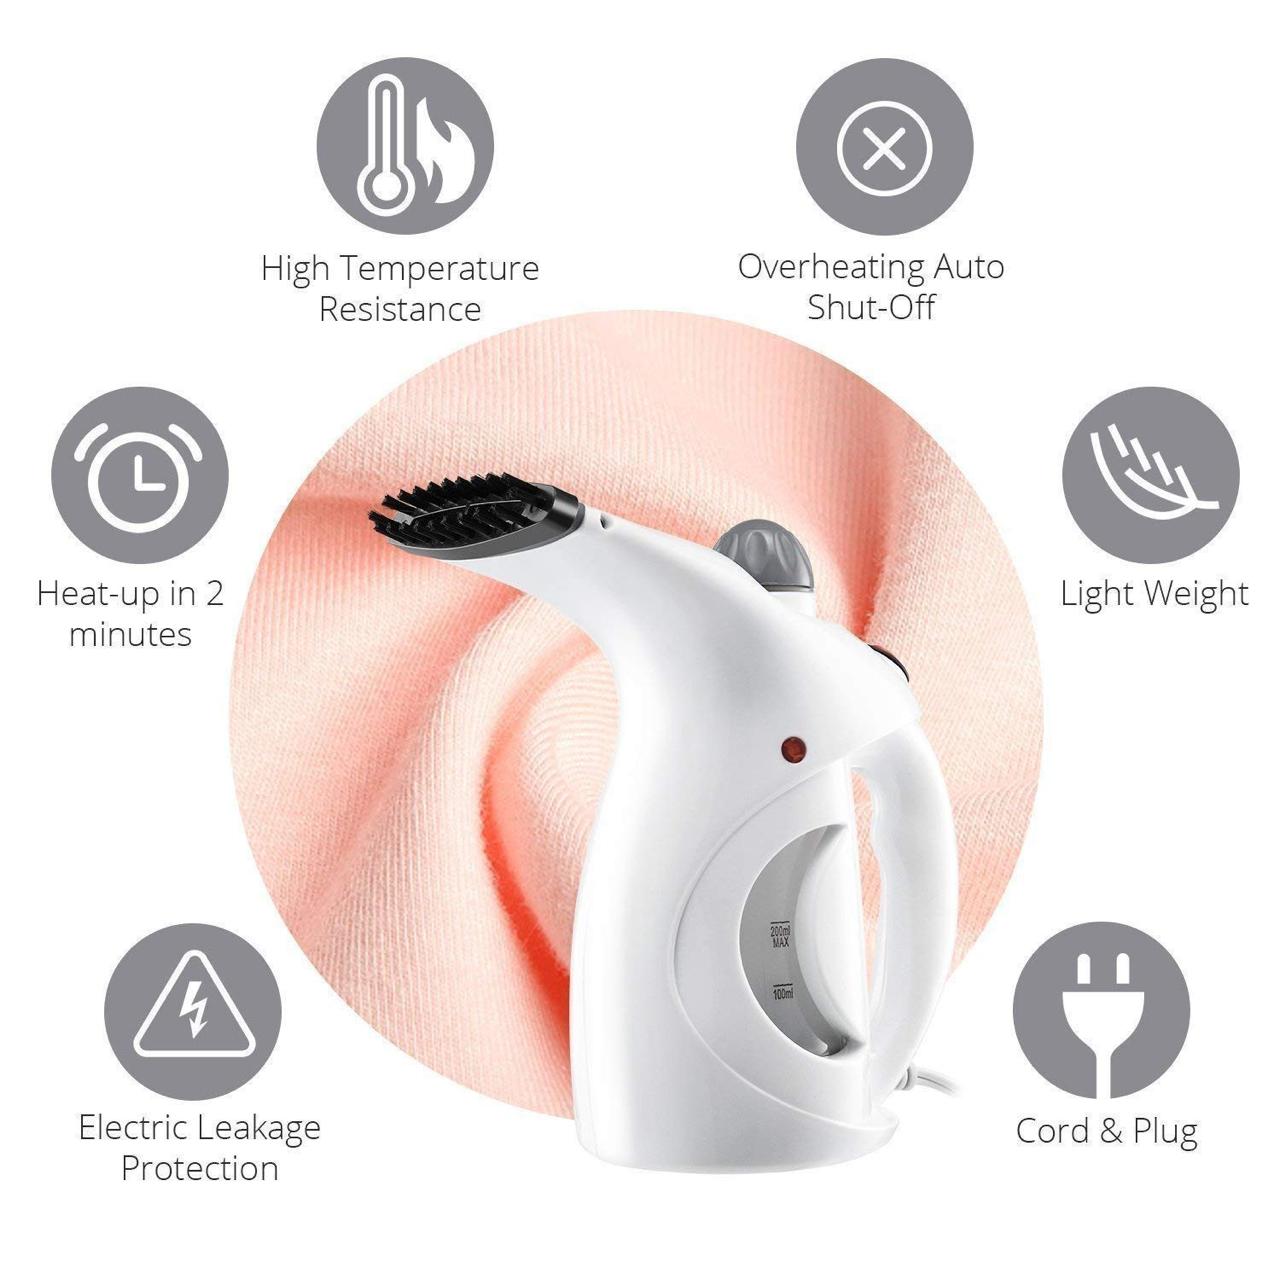 High Temperature
Resistance
Overheating Auto
Shut-Off
Heat-up in 2
minutes
Light Weight
200ml
MAX
100ml
Electric Leakage
Protection
Cord & Plug